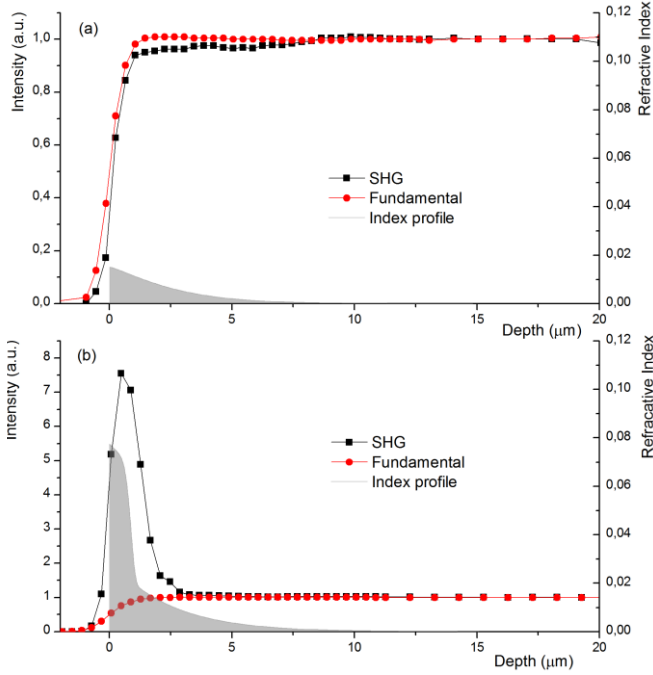 (a)
Intensity (a.u.)
1,0
0,8
0,6
0,4
0,2
0,0
0,12
0,10
0,08
0,06
0,04
0,02
0,00
Refractive Index
SHG
Fundamental
Index profile
0 5 10 15 20
Depth (μm)
(b)
Intensity (a.u.)
8
7
6
5
4
3
2
1
0
0,12
0,10
0,08
0,06
0,04
0,02
0,00
Refracative Index
SHG
Fundamental
Index profile
0 5 10 15 20
Depth (μm)